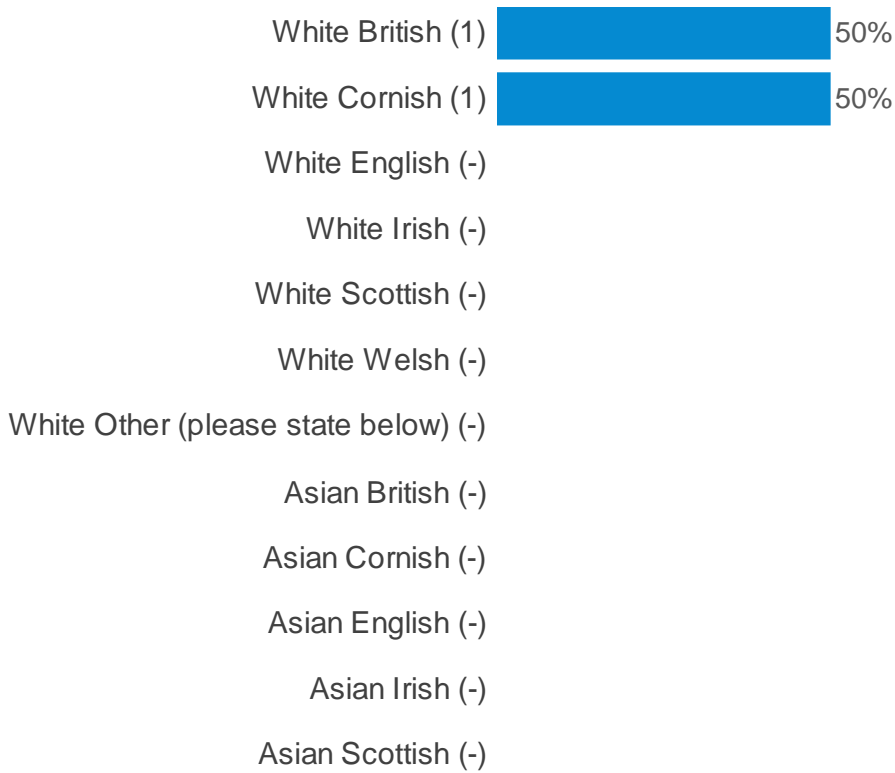 White British (1) 50%
White Cornish (1) 50%
White English (-)
White Irish (-)
White Scottish (-)
White Welsh (-)
White Other (please state below) (-)
Asian British (-)
Asian Cornish (-)
Asian English (-)
Asian Irish (-)
Asian Scottish (-)